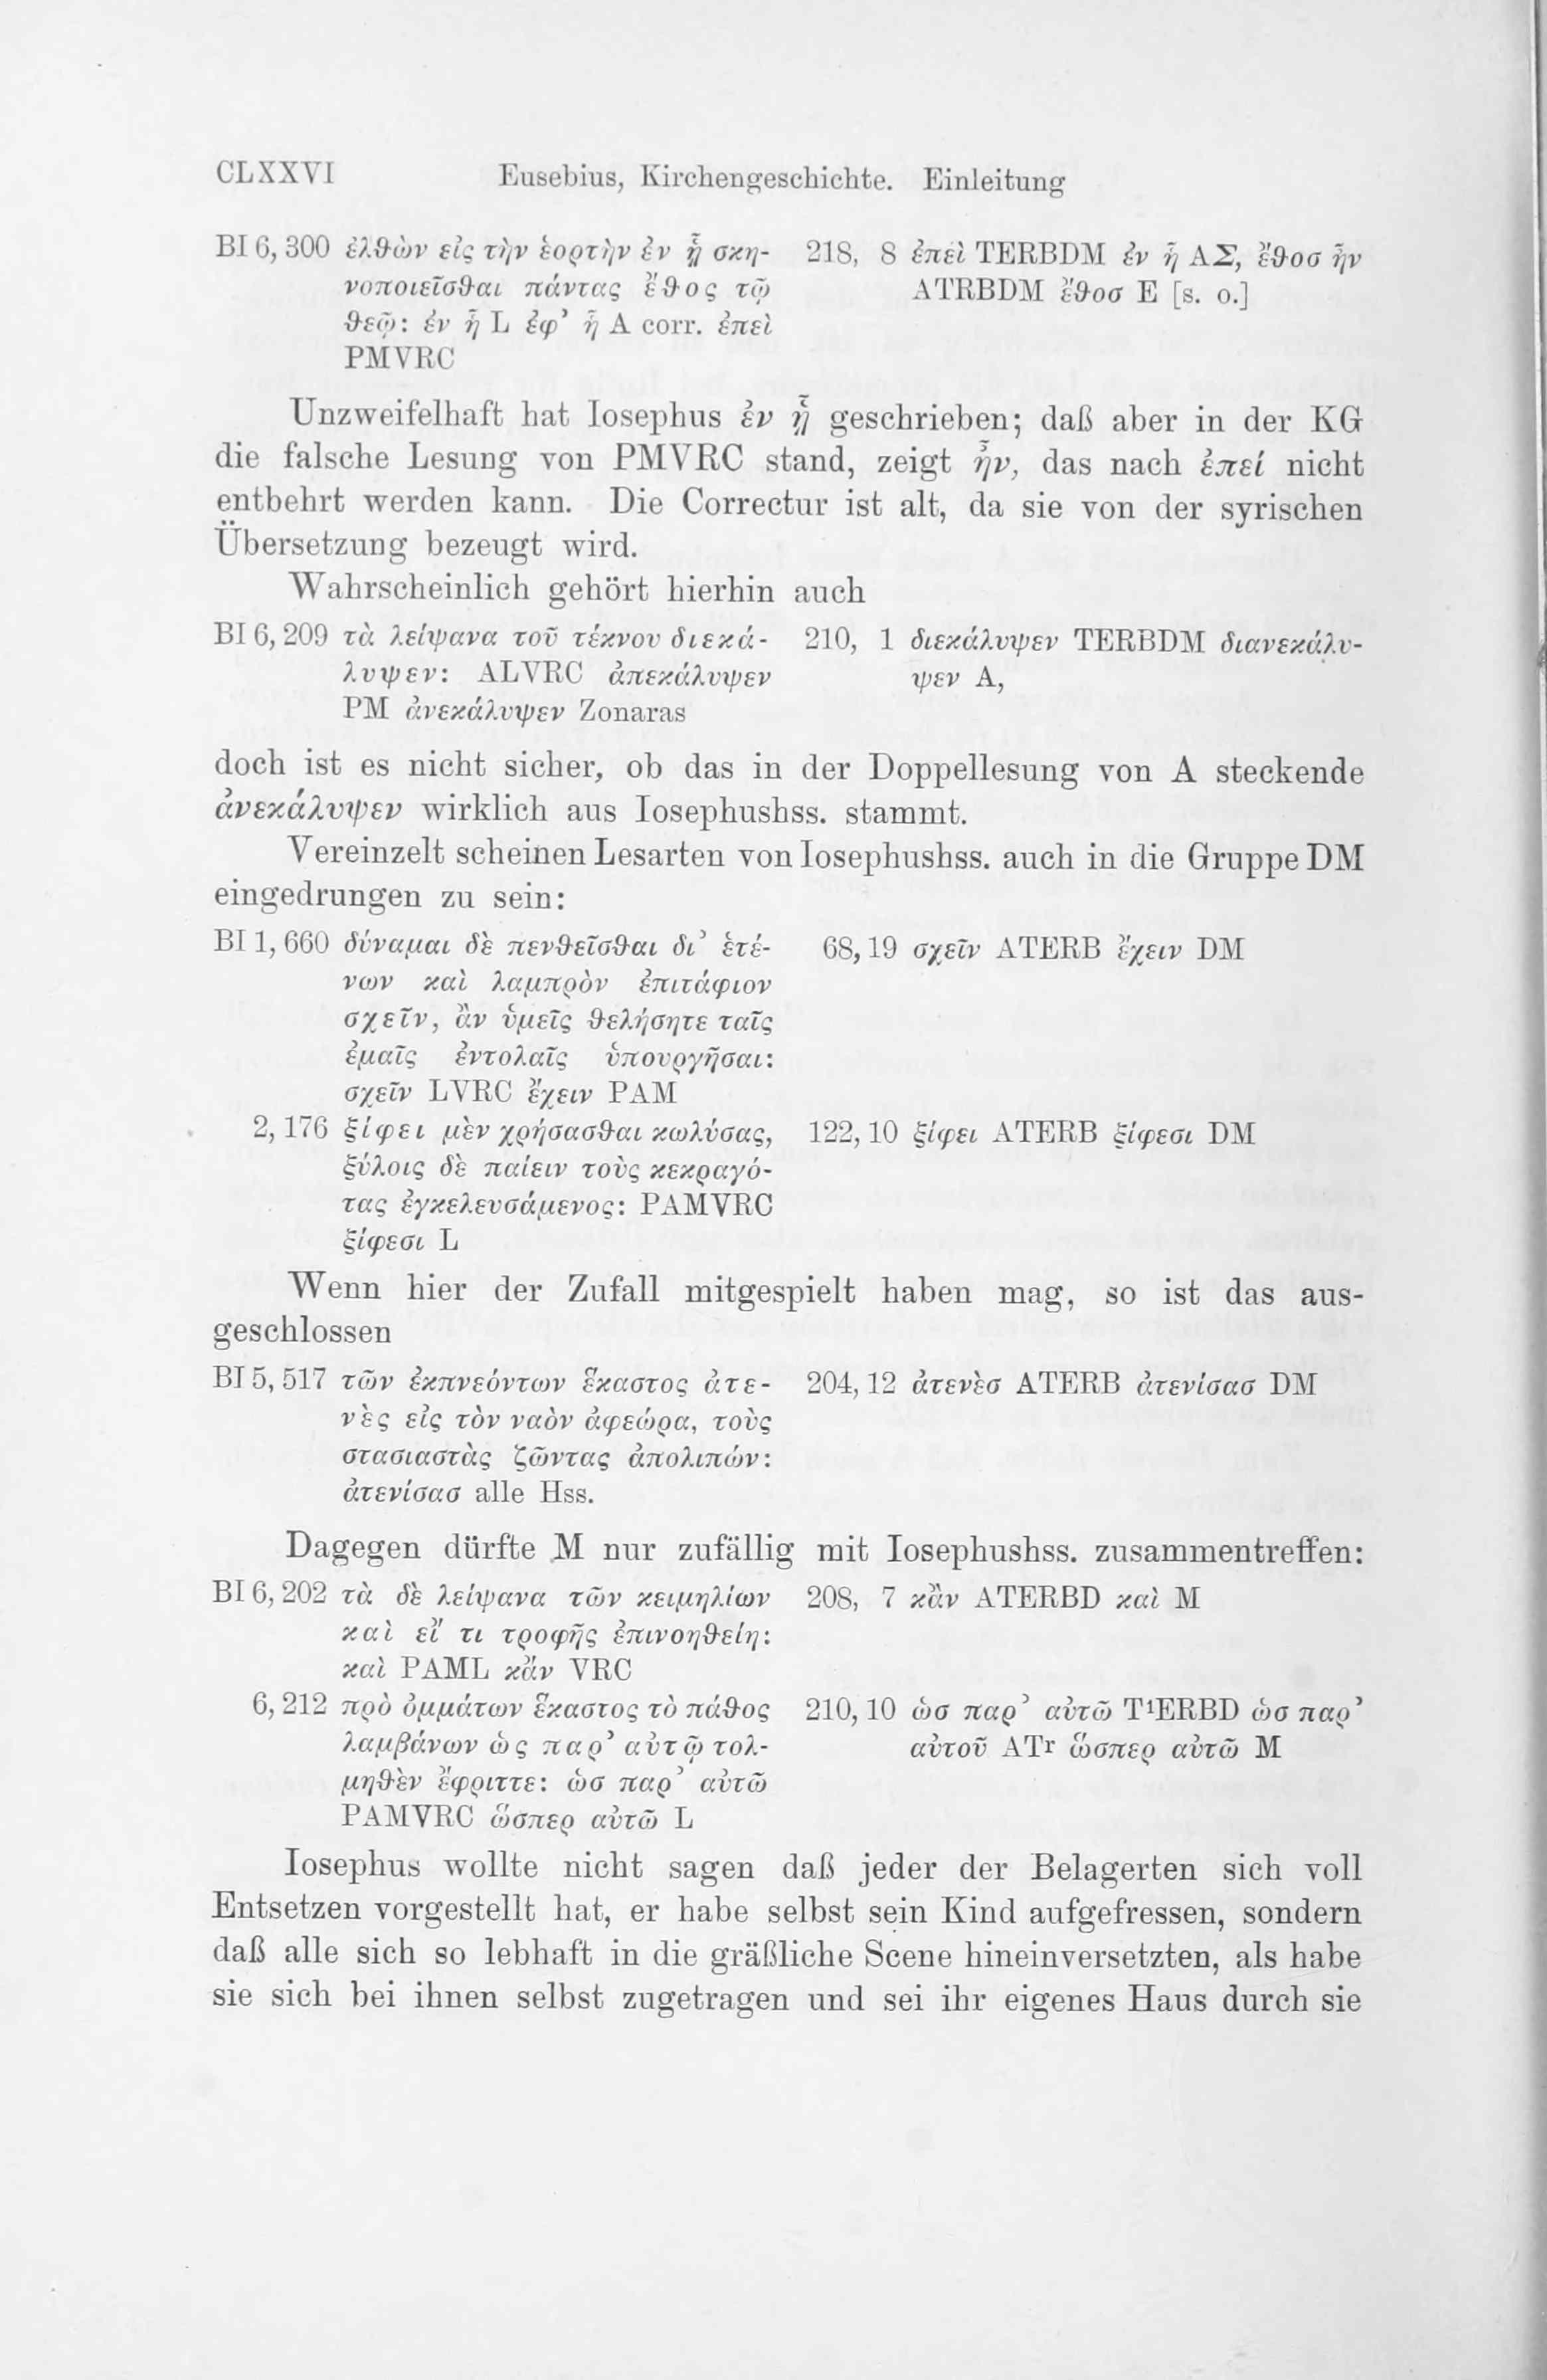 CLXXVI Eusebius, Kirchengeschichte. Einleitung
BI 6, 300 ἐλθὼν εἰς τὴν ἑορτὴν ἐν ᾗ σκη- 218, 8 ἐπεὶ TERBDM ἐν ἧ ΑΣ, ἔθοσ ἦν
νοποιεῖσθαι πάντας ἔθος τῷ ATRBDM ἔθοσ E [s. o.]
θεῷ: ἐν ἧ L ἐφ’ ἧ A corr. ἐπεὶ
PMVRC
Unzweifelhaft hat Iosephus ἐν ᾗ geschrieben; daß aber in der KG
die falsche Lesung von PMVRC stand, zeigt ἦν, das nach ἐπεί nicht
entbehrt werden kann. Die Correctur ist alt, da sie von der syrischen
Übersetzung bezeugt wird.
Wahrscheinlich gehört hierhin auch
BI 6, 209 τὰ λείψανα τοῦ τέκνου διεκά- 210, 1 διεκάλυψεν TERBDM διανεκάλυ-
λυψεν: ALVRC ἀπεκάλυψεν ψεν A,
PM ἀνεκάλυψεν Zonaras
doch ist es nicht sicher, ob das in der Doppellesung von A steckende
ἀνεκάλυψεν wirklich aus Iosephushss. stammt.
Vereinzelt scheinen Lesarten von Iosephushss. auch in die Gruppe DM
eingedrungen zu sein:
BI 1, 660 δύναμαι δὲ πενθεῖσθαι δι’ ἑτέ- 68, 19 σχεῖν ATERB ἔχειν DM
νων καὶ λαμπρὸν ἐπιτάφιον
σχεῖν, ἂν ὑμεῖς θελήσητε ταῖς
ἐμαῖς ἐντολαῖς ὑπουργῆσαι:
σχεῖν LVRC ἔχειν PAM
2, 176 ξίφει μὲν χρήσασθαι κωλύσας, 122, 10 ξίφει ATERB ξίφεσι DM
ξύλοις δὲ παίειν τοὺς κεκραγό-
τας ἐγκελευσάμενος: PAMVRC
ξίφεσι L
Wenn hier der Zufall mitgespielt haben mag, so ist das aus-
geschlossen
BI 5, 517 τῶν ἐκπνεόντων ἕκαστος ἀτε- 204, 12 ἀτενὲσ ATERB ἀτενίσασ DM
νὲς εἰς τὸν ναὸν ἀφεώρα, τοὺς
στασιαστὰς ζῶντας ἀπολιπών:
ἀτενίσασ alle Hss.
Dagegen dürfte M nur zufällig mit Iosephushss. zusammentreffen:
BI 6, 202 τὰ δὲ λείψανα τῶν κειμηλίων 208, 7 κἂν ATERBD καὶ M
καὶ εἴ τι τροφῆς ἐπινοηθείη:
καὶ PAML κἂν VRC
6, 212 πρὸ ὀμμάτων ἕκαστος τὸ πάθος 210, 10 ὡσ παρ’ αὐτῶ T¹ERBD ὡσ παρ’
λαμβάνων ὡς παρ’ αὐτῷ τολ- αὐτοῦ ATʳ ὥσπερ αὐτῶ M
μηθὲν ἔφριττε: ὡσ παρ’ αὐτῶ
PAMVRC ὥσπερ αὐτῶ L
Iosephus wollte nicht sagen daß jeder der Belagerten sich voll
Entsetzen vorgestellt hat, er habe selbst sein Kind aufgefressen, sondern
daß alle sich so lebhaft in die gräßliche Scene hineinversetzten, als habe
sie sich bei ihnen selbst zugetragen und sei ihr eigenes Haus durch sie